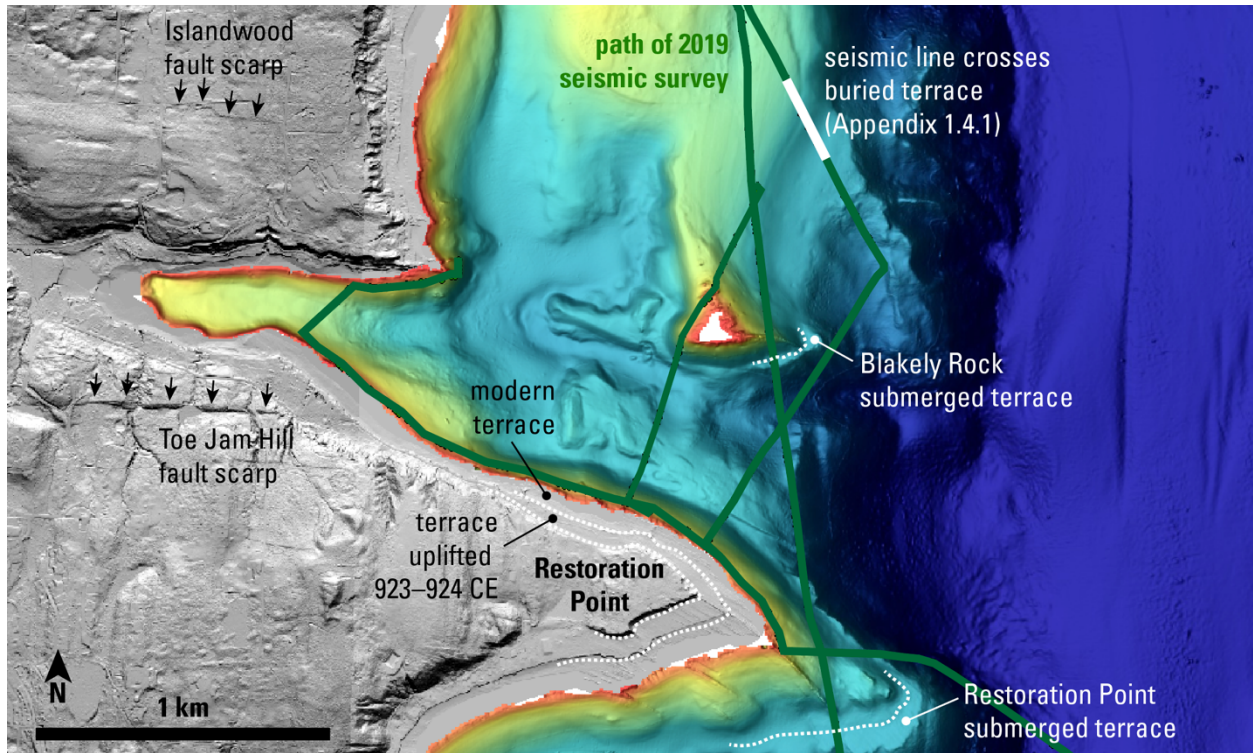 Islandwood
fault scarp
path of 2019
seismic survey
seismic line crosses
buried terrace
(Appendix 1.4.1)
Blakely Rock
submerged terrace
modern
terrace
Toe Jam Hill
fault scarp
terrace
uplifted
923–924 CE
Restoration
Point
N
1 km
Restoration Point
submerged terrace